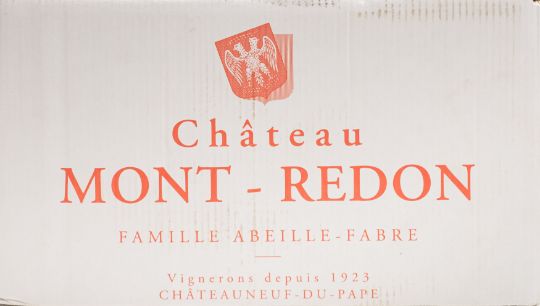 Château
MONT - REDON
FAMILLE ABEILLE-FABRE
Vignerons depuis 1923
CHÂTEAUNEUF-DU-PAPE